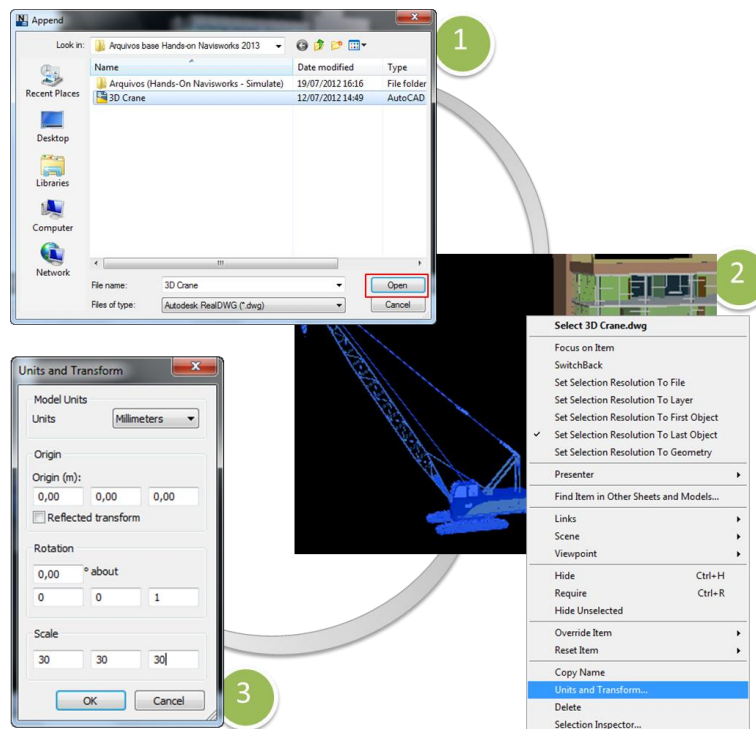 Append
1
Look in: Arquivos base Hands-on Navisworks 2013
Name Date modified Type
Arquivos (Hands-On Navisworks - Simulate) 19/07/2012 16:16 File folder
3D Crane 12/07/2012 14:49 AutoCAD
Recent Places
Desktop
Libraries
Computer
Network
File name: 3D Crane Open
Files of type: Autodesk RealDWG (*.dwg) Cancel
2
Select 3D Crane.dwg
Focus on Item
SwitchBack
Set Selection Resolution To File
Set Selection Resolution To Layer
Set Selection Resolution To First Object
✓ Set Selection Resolution To Last Object
Set Selection Resolution To Geometry
Presenter
Find Item in Other Sheets and Models...
Links
Scene
Viewpoint
Hide Ctrl+H
Require Ctrl+R
Hide Unselected
Override Item
Reset Item
Copy Name
Units and Transform...
Delete
Selection Inspector...
Units and Transform
Model Units
Units Millimeters
Origin
Origin (m):
0,00 0,00 0,00
Reflected transform
Rotation
0,00 ° about
0 0 1
Scale
30 30 30
OK Cancel
3